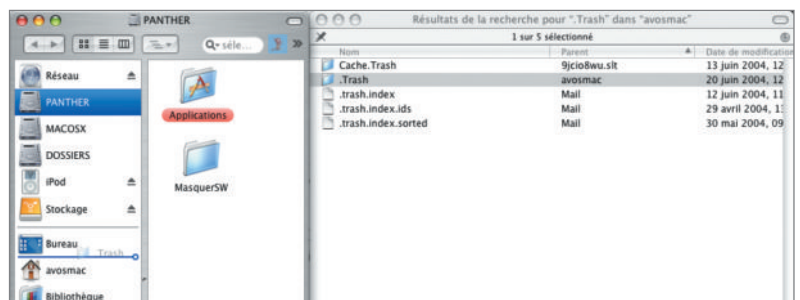 PANTHER
Q séle...
Réseau
PANTHER
MACOSX
DOSSIERS
iPod
Stockage
Bureau
Trash
avosmac
Bibliothèque
Applications
MasquerSW
Résultats de la recherche pour “.Trash” dans “avosmac”
1 sur 5 sélectionné
Nom Parent Date de modification
Cache.Trash 9jcio8wu.slt 13 juin 2004, 12
.Trash avosmac 20 juin 2004, 12
.trash.index Mail 12 juin 2004, 11
.trash.index.ids Mail 29 avril 2004, 1
.trash.index.sorted Mail 30 mai 2004, 09